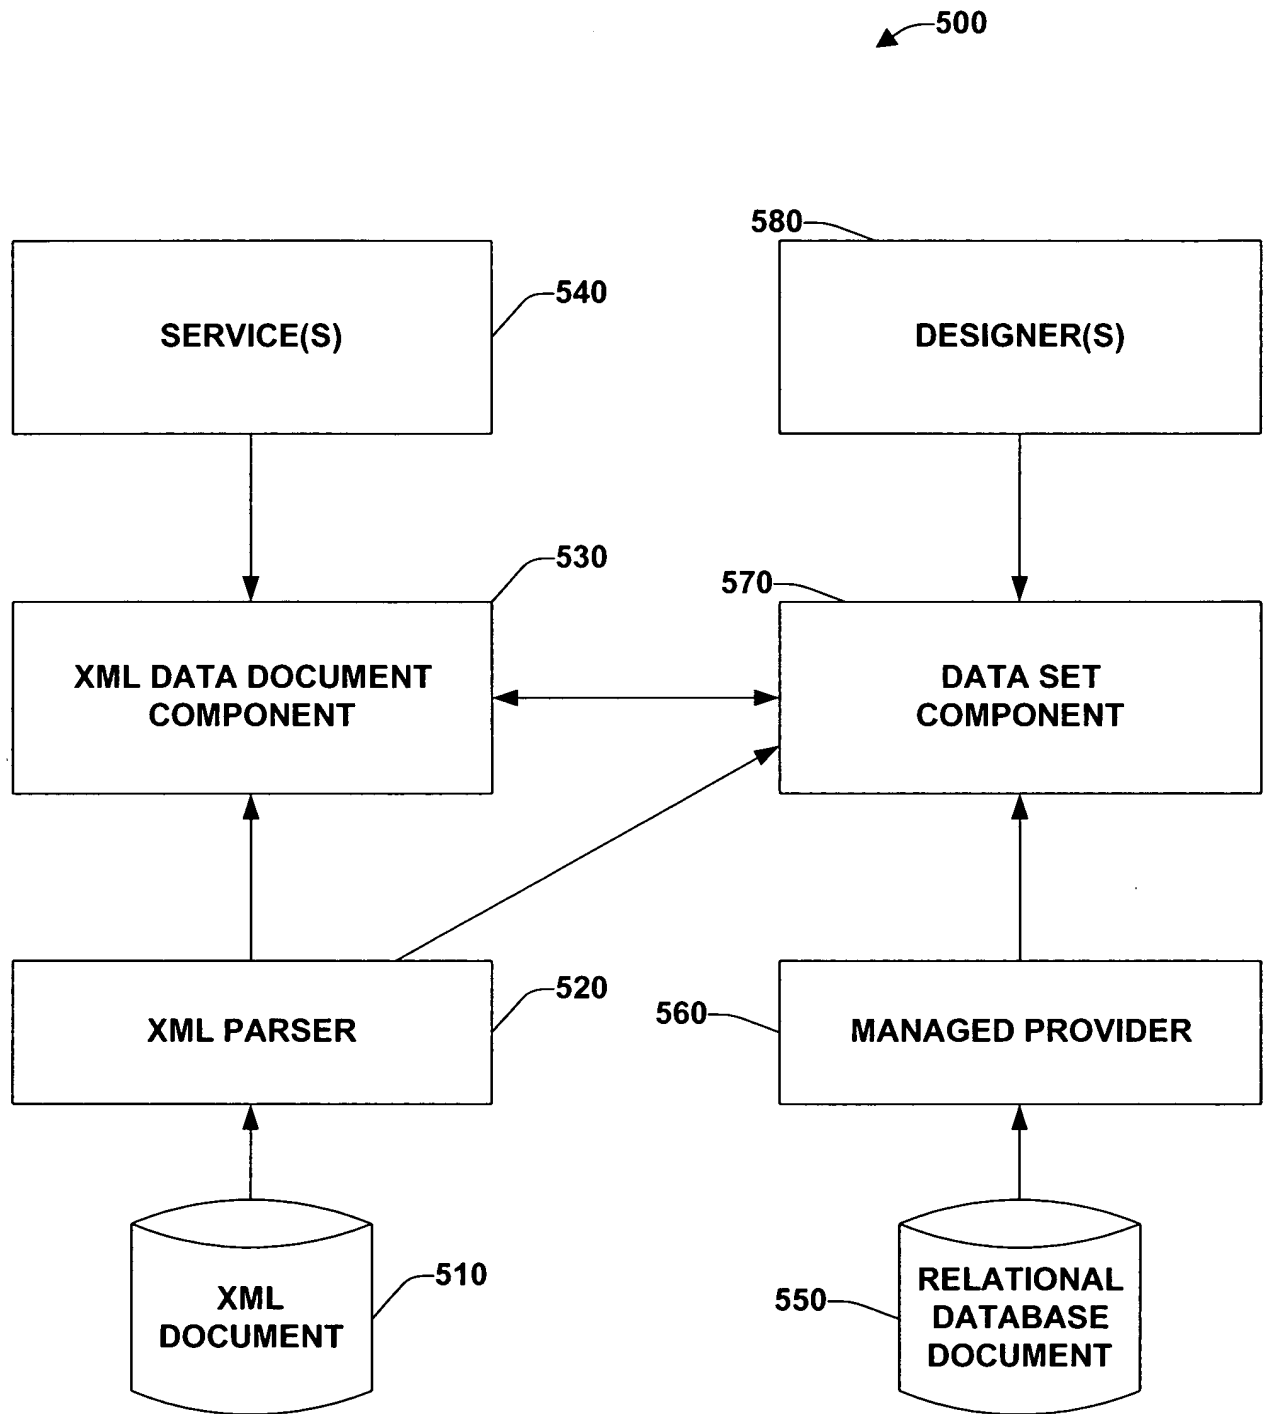 500
580
540
SERVICE(S)
DESIGNER(S)
530
570
XML DATA DOCUMENT
COMPONENT
DATA SET
COMPONENT
520
560
XML PARSER
MANAGED PROVIDER
510
550
XML
DOCUMENT
RELATIONAL
DATABASE
DOCUMENT